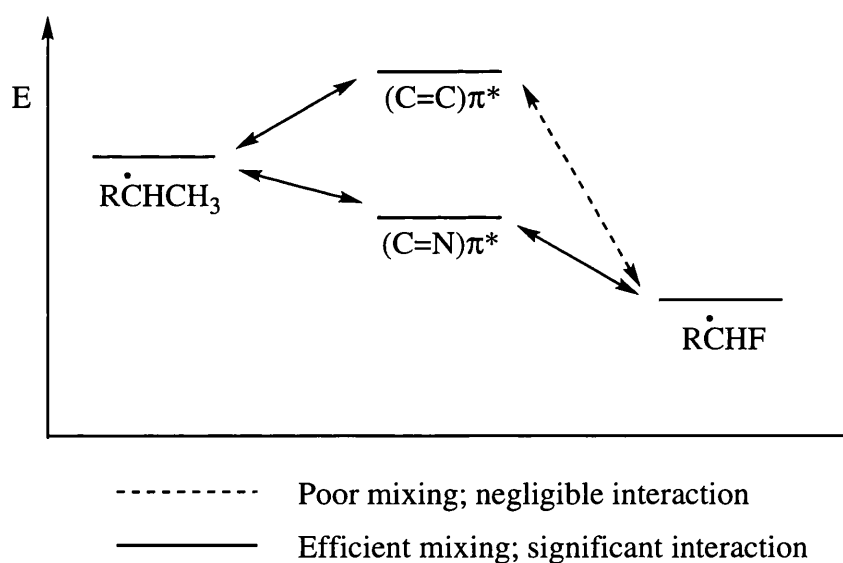 E
(C=C)π*
RĊHCH₃
(C=N)π*
RĊHF
Poor mixing; negligible interaction
Efficient mixing; significant interaction